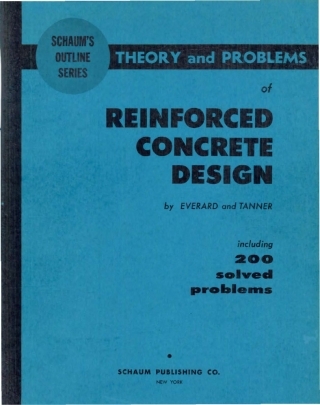 SCHAUM'S
OUTLINE
SERIES
THEORY and PROBLEMS
of
REINFORCED
CONCRETE
DESIGN
by EVERARD and TANNER
including
200
solved
problems
SCHAUM PUBLISHING CO.
NEW YORK